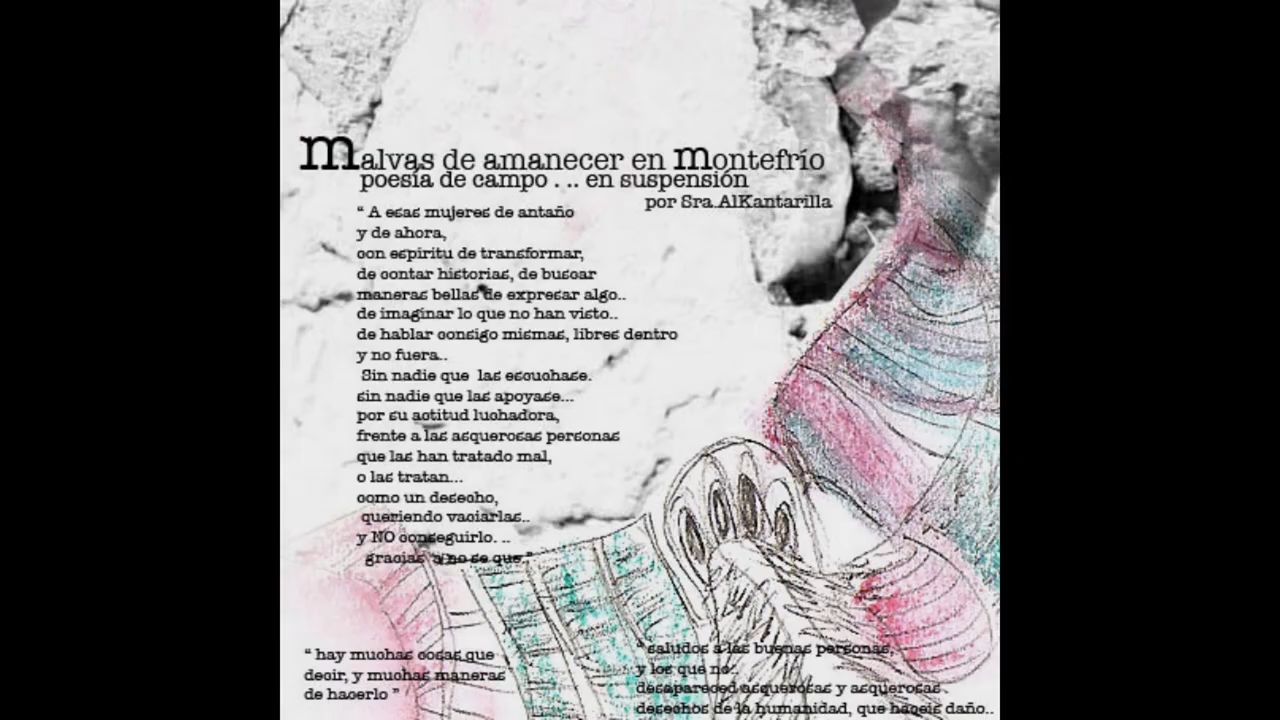 malvas de amanecer en montefrío
poesía de campo . .. en suspensión
por Sra.AlKantarilla
“ A esas mujeres de antaño
y de ahora,
con espíritu de transformar,
de contar historias, de buscar
maneras bellas de expresar algo..
de imaginar lo que no han visto..
de hablar consigo mismas, libres dentro
y no fuera..
Sin nadie que las escuchase.
sin nadie que las apoyase...
por su actitud luchadora,
frente a las asquerosas personas
que las han tratado mal,
o las tratan...
como un desecho,
queriendo vaciarlas..
y NO conseguirlo. ..
gracias a no se que ”
“ hay muchas cosas que
decir, y muchas maneras
de hacerlo ”
“ saludos a las buenas personas,
y los que no..
desapareced asquerosas y asquerosas .
desechos de la humanidad, que haceis daño..